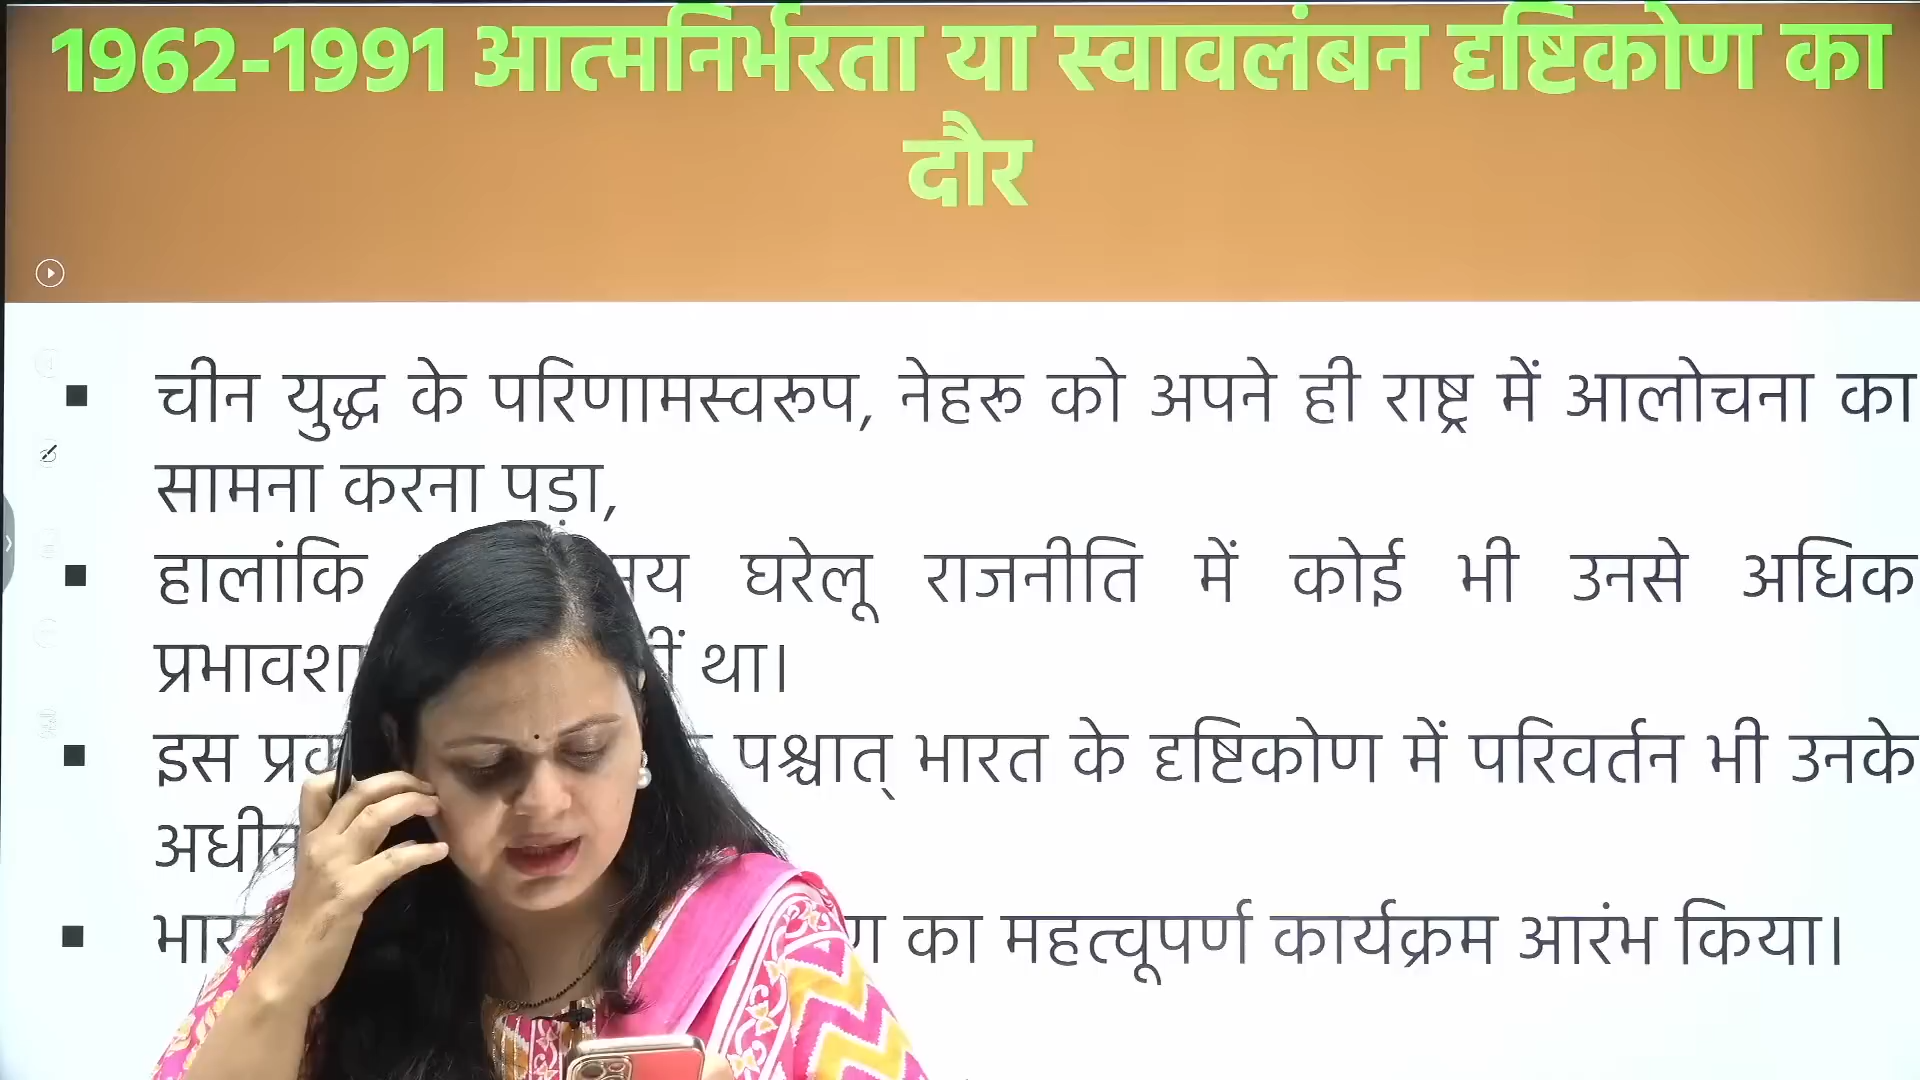 1962-1991 आत्मनिर्भरता या स्वावलंबन दृष्टिकोण का
दौर
चीन युद्ध के परिणामस्वरूप, नेहरू को अपने ही राष्ट्र में आलोचना का
सामना करना पड़ा,
हालांकि घरेलू राजनीति में कोई भी उनसे अधिक
था।
इस पश्चात् भारत के दृष्टिकोण में परिवर्तन भी उनके
का महत्वूपर्ण कार्यक्रम आरंभ किया।